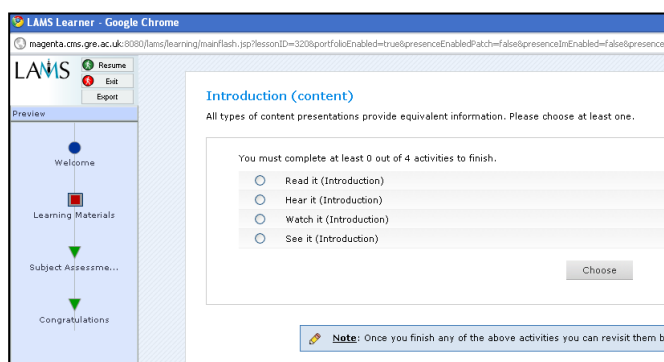 LAMS Learner - Google Chrome
magenta.cms.gre.ac.uk:8080/lams/learning/mainflash.jsp?lessonID=320&portfolioEnabled=true&presenceEnabledPatch=false&presenceImEnabled=false&presence
LAMS
Resume
Exit
Export
Preview
Welcome
Learning Materials
Subject Assessme...
Congratulations
Introduction (content)
All types of content presentations provide equivalent information. Please choose at least one.
You must complete at least 0 out of 4 activities to finish.
Read it (Introduction)
Hear it (Introduction)
Watch it (Introduction)
See it (Introduction)
Choose
Note: Once you finish any of the above activities you can revisit them b